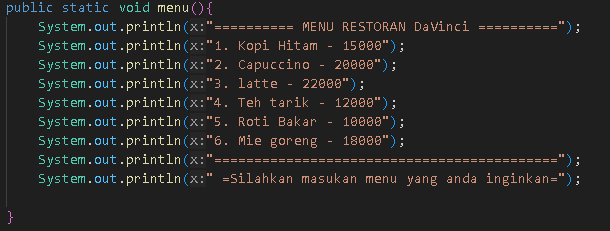 public static void menu(){
System.out.println(x:"========== MENU RESTORAN DaVinci ==========");
System.out.println(x:"1. Kopi Hitam - 15000");
System.out.println(x:"2. Capuccino - 20000");
System.out.println(x:"3. latte - 22000");
System.out.println(x:"4. Teh tarik - 12000");
System.out.println(x:"5. Roti Bakar - 10000");
System.out.println(x:"6. Mie goreng - 18000");
System.out.println(x:"===========================================");
System.out.println(x:" =Silahkan masukan menu yang anda inginkan=");
}